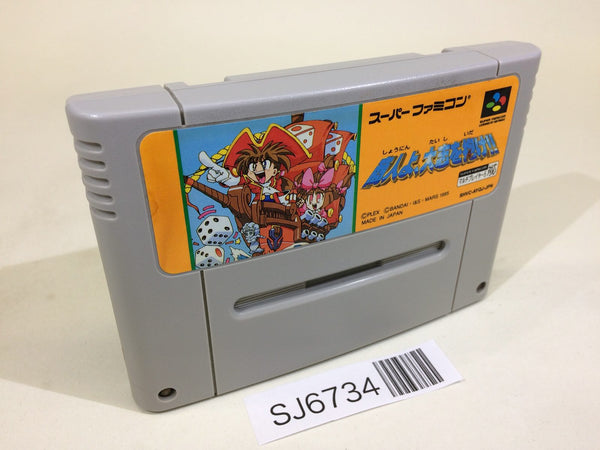 スーパーファミコン®
しょうにん たいし いだ
商人よ、大志を抱け!!
©PLEX ©BANDAI・I&S・MARS 1995
MADE IN JAPAN
SHVC-AYQJ-JPN
SJ6734